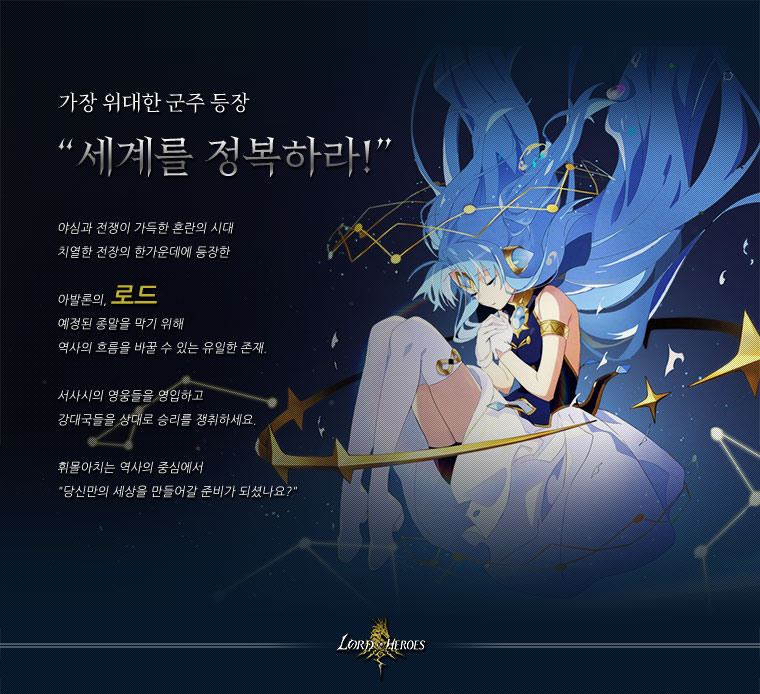 가장 위대한 군주 등장
“세계를 정복하라!”
야심과 전쟁이 가득한 혼란의 시대
치열한 전장의 한가운데에 등장한
아발론의, 로드
예정된 종말을 막기 위해
역사의 흐름을 바꿀 수 있는 유일한 존재.
서사시의 영웅들을 영입하고
강대국들을 상대로 승리를 쟁취하세요.
휘몰아치는 역사의 중심에서
"당신만의 세상을 만들어갈 준비가 되셨나요?"
LORD OF HEROES